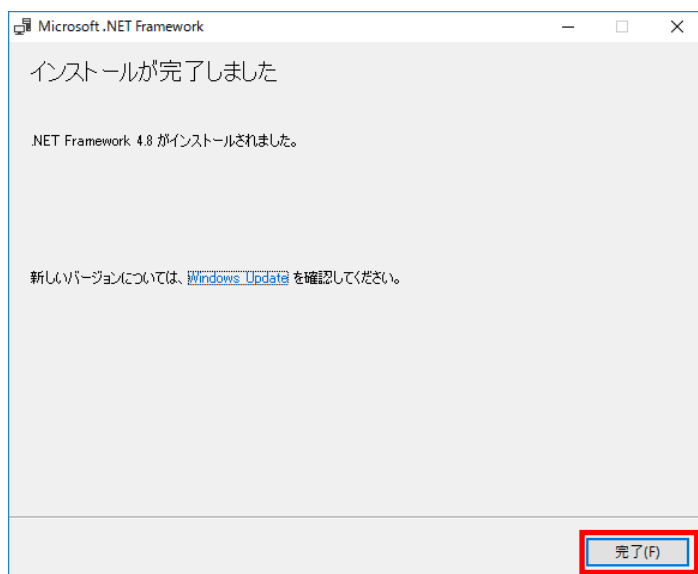 Microsoft .NET Framework
インストールが完了しました
.NET Framework 4.8 がインストールされました。
新しいバージョンについては、Windows Update を確認してください。
完了(F)